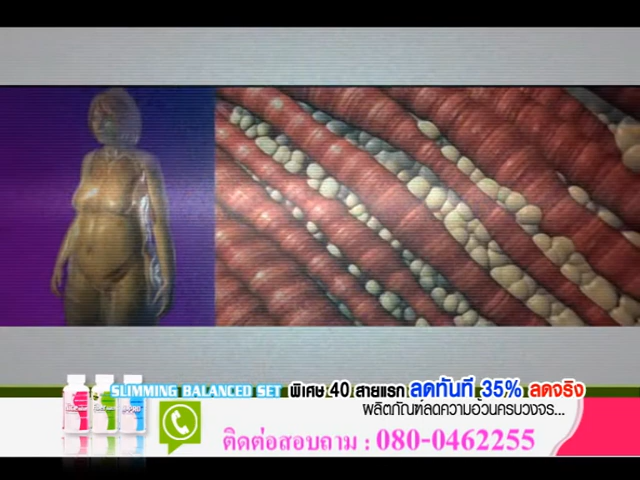 SLIMMING BALANCED SET พิเศษ 40 สายแรก ลดทันที 35% ลดจริง
ผลิตภัณฑ์ลดความอ้วนครบวงจร...
ติดต่อสอบถาม : 080-0462255